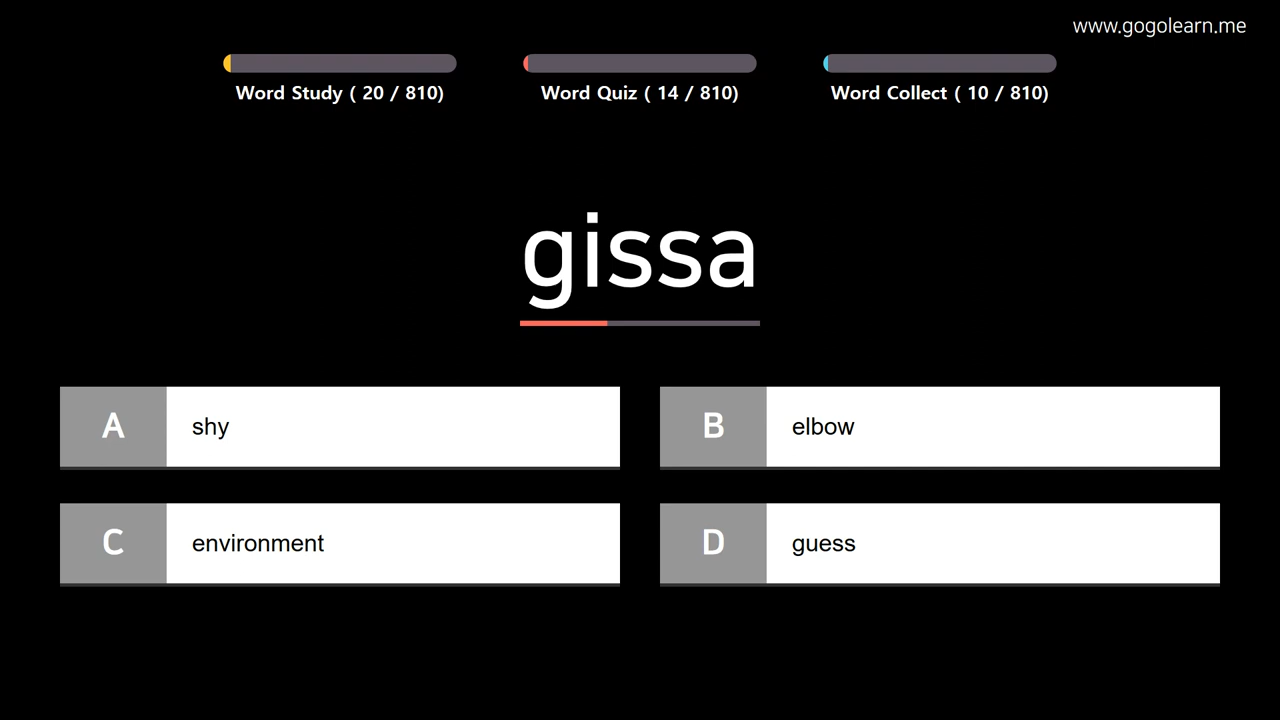 www.gogolearn.me
Word Study ( 20 / 810)
Word Quiz ( 14 / 810)
Word Collect ( 10 / 810)
gissa
A shy
B elbow
C environment
D guess